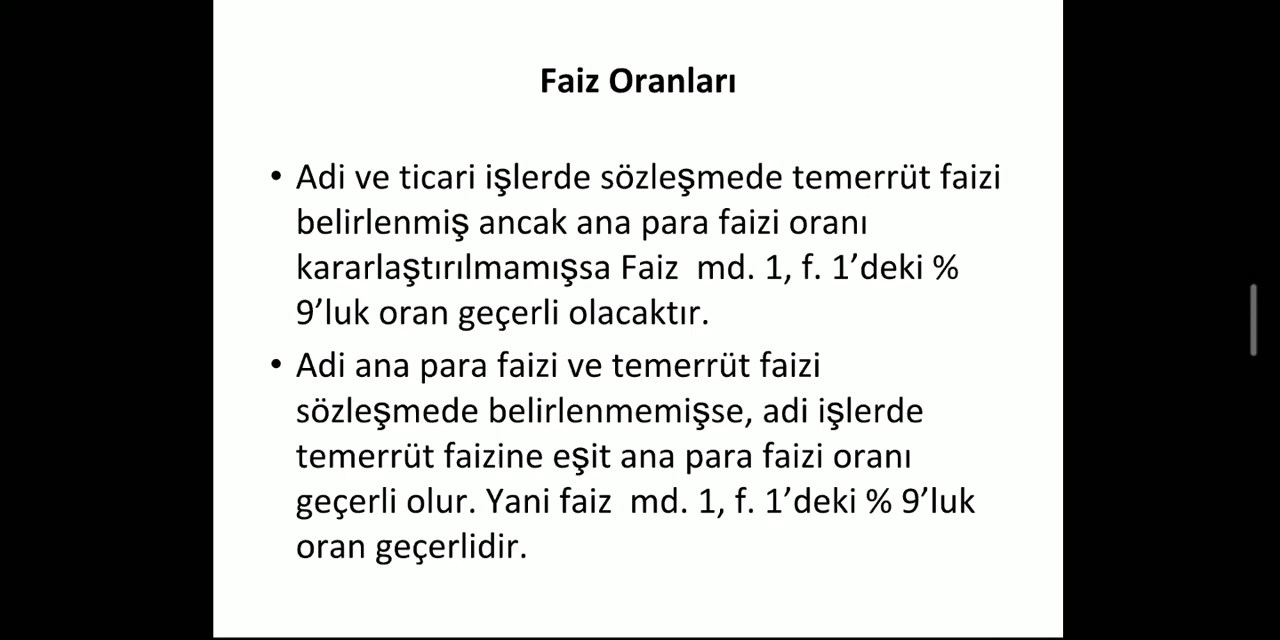 Faiz Oranları
• Adi ve ticari işlerde sözleşmede temerrüt faizi
belirlenmiş ancak ana para faizi oranı
kararlaştırılmamışsa Faiz  md. 1, f. 1’deki %
9’luk oran geçerli olacaktır.
• Adi ana para faizi ve temerrüt faizi
sözleşmede belirlenmemişse, adi işlerde
temerrüt faizine eşit ana para faizi oranı
geçerli olur. Yani faiz  md. 1, f. 1’deki % 9’luk
oran geçerlidir.